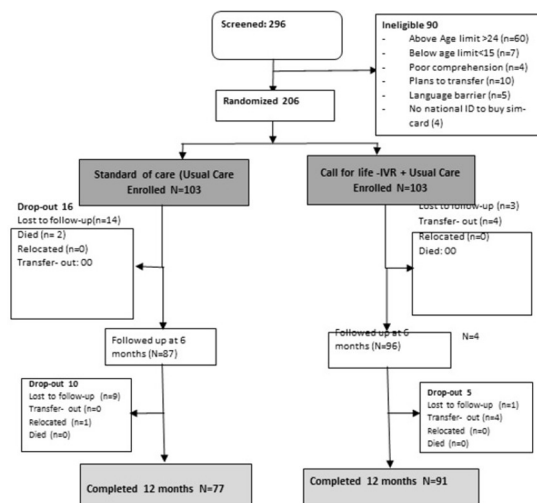 Screened: 296
Ineligible 90
- Above Age limit >24 (n=60)
- Below age limit<15 (n=7)
- Poor comprehension (n=4)
- Plans to transfer (n=10)
- Language barrier (n=5)
- No national ID to buy sim-
card (4)
Randomized 206
Standard of care (Usual Care
Enrolled N=103
Call for life -IVR + Usual Care
Enrolled N=103
Drop-out 16
Lost to follow-up(n=14)
Died (n= 2)
Relocated (n=0)
Transfer- out: 00
Lost to follow-up (n=3)
Transfer- out (n=4)
Relocated (n=0)
Died: 00
Followed up at 6
months (N=87)
Followed up at 6
months (N=96)
N=4
Drop-out 10
Lost to follow-up (n=9)
Transfer- out (n=0
Relocated (n=1)
Died (n=0)
Drop-out 5
Lost to follow-up (n=1)
Transfer- out (n=4)
Relocated (n=0)
Died (n=0)
Completed 12 months N=77
Completed 12 months N=91